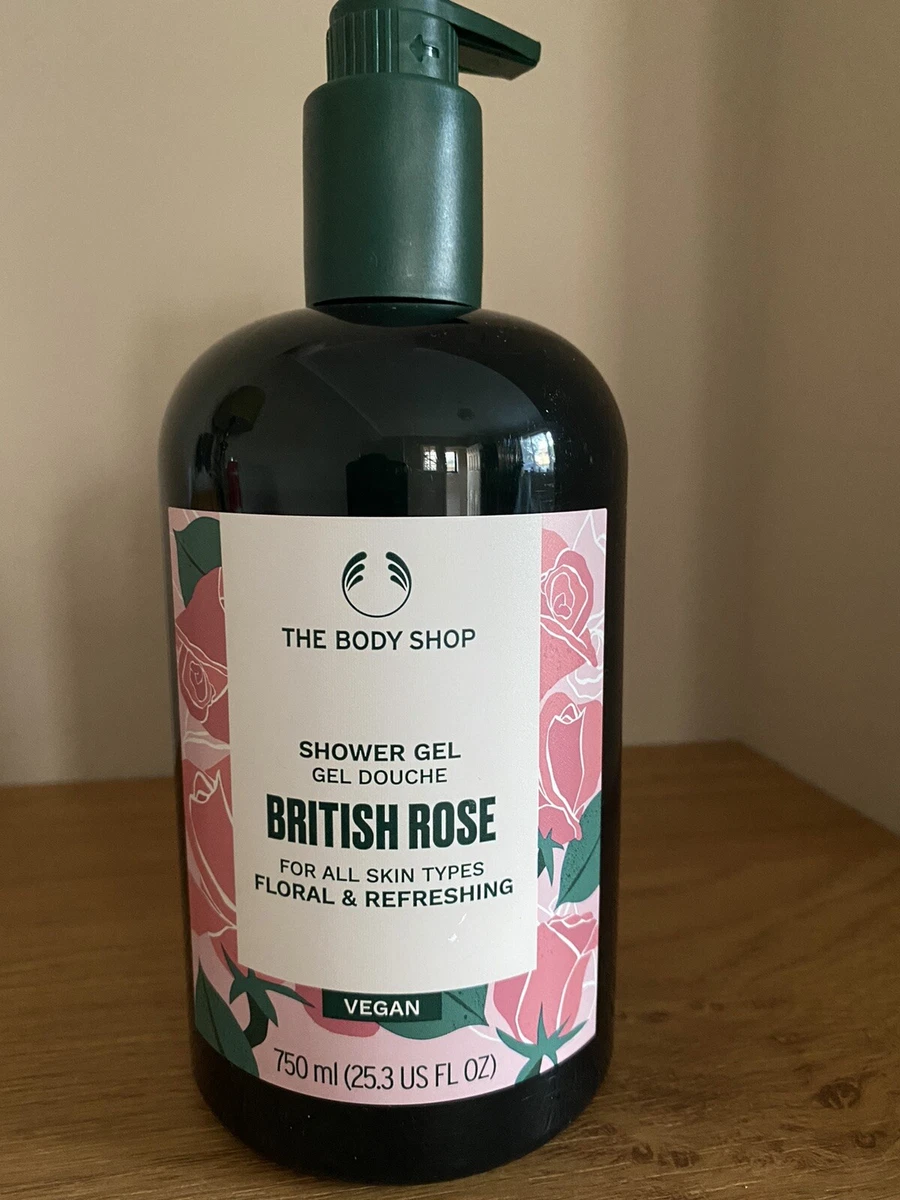 THE BODY SHOP
SHOWER GEL
GEL DOUCHE
BRITISH ROSE
FOR ALL SKIN TYPES
FLORAL & REFRESHING
VEGAN
750 ml (25.3 US FL OZ)